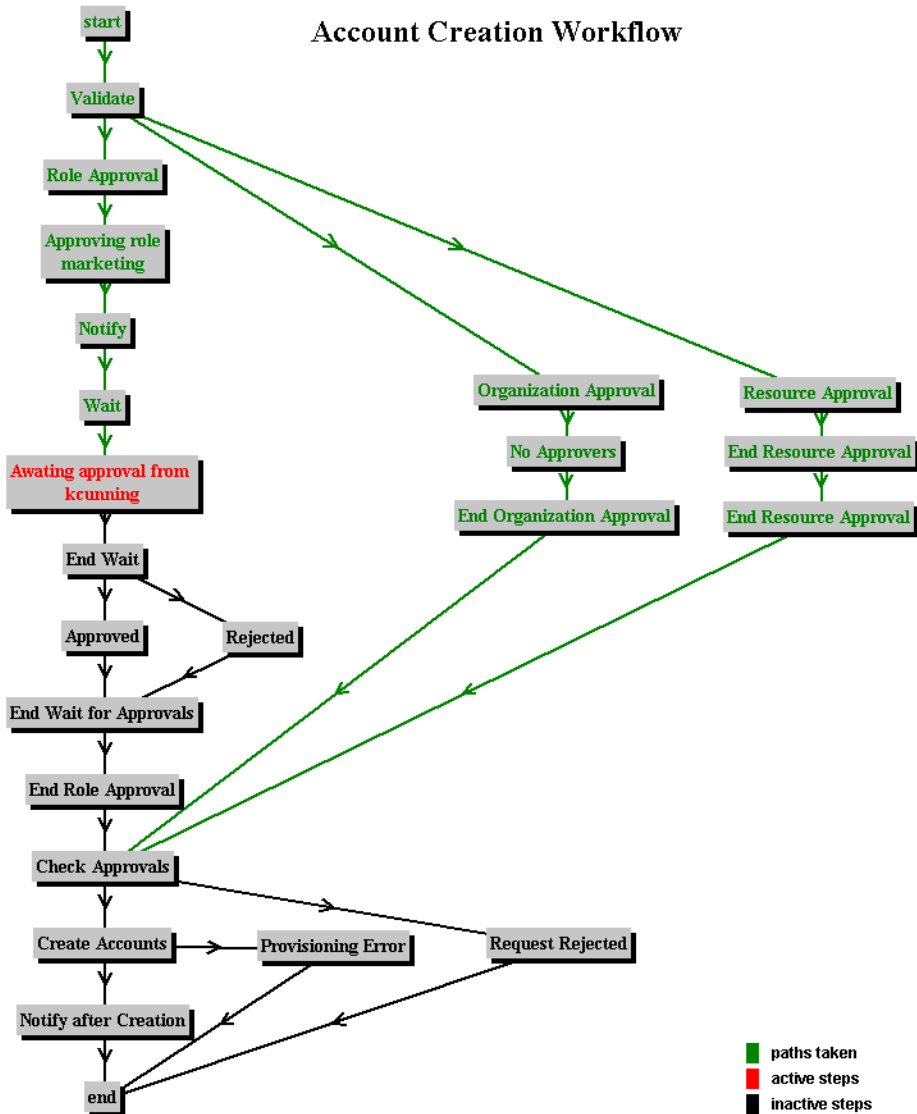 start
Account Creation Workflow
Validate
Role Approval
Approving role
marketing
Notify
Wait
Organization Approval
Resource Approval
No Approvers
End Resource Approval
Awating approval from
kcunning
End Organization Approval
End Resource Approval
End Wait
Approved
Rejected
End Wait for Approvals
End Role Approval
Check Approvals
Create Accounts
Provisioning Error
Request Rejected
Notify after Creation
end
paths taken
active steps
inactive steps